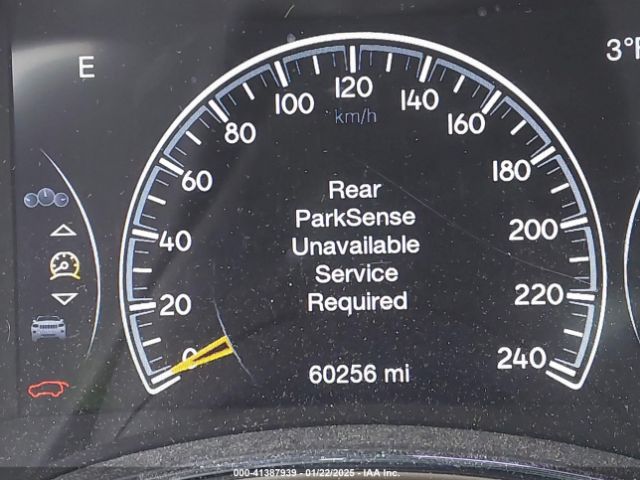 E
3°F
120
100
140
km/h
80
160
60
180
Rear
ParkSense
40
Unavailable
200
Service
20
Required
220
0
60256 mi
240
000-41387939 - 01/22/2025 - IAA Inc.